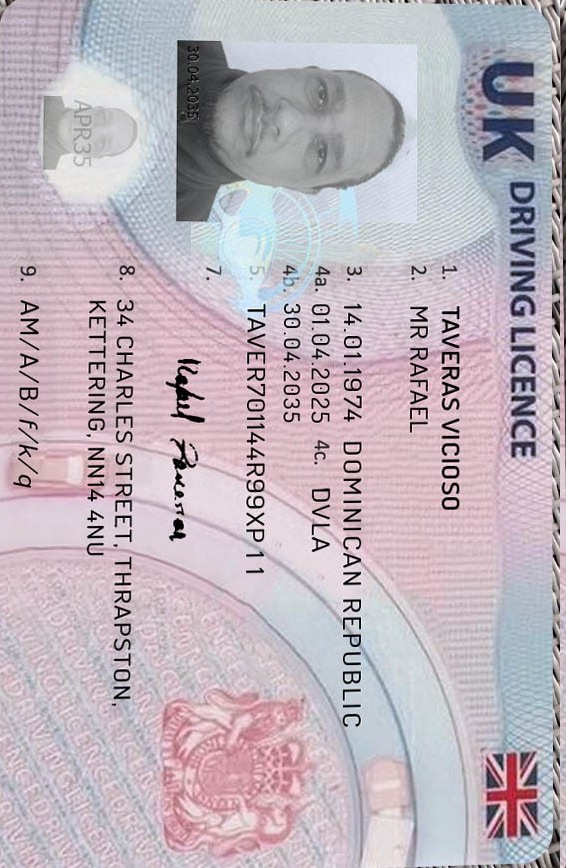 UK DRIVING LICENCE
1. TAVERAS VICIOSO
2. MR RAFAEL
3. 14.01.1974 DOMINICAN REPUBLIC
4a. 01.04.2025 4c. DVLA
4b. 30.04.2035
5. TAVER701144R99XP 11
7. Rafael Taveras
8. 34 CHARLES STREET, THRAPSTON,
KETTERING, NN14 4NU
9. AM/A/B/f/k/q
30.04.2035
APR35